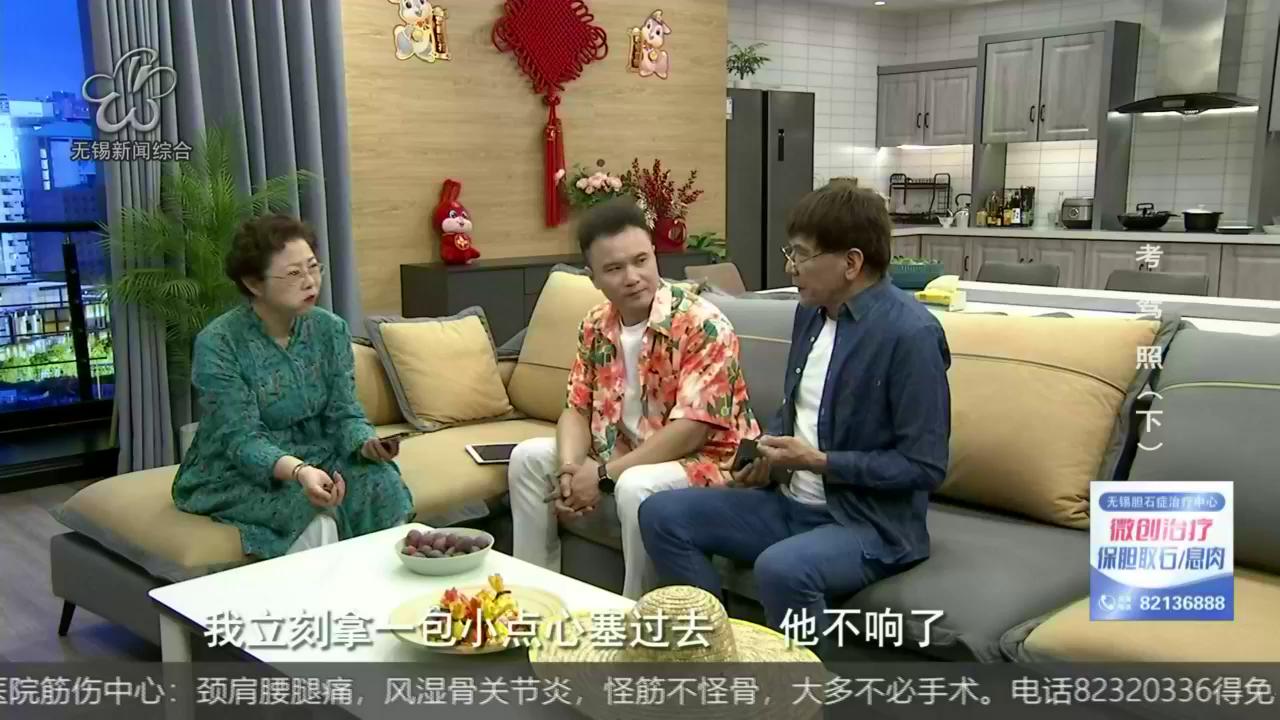 无锡新闻综合
考驾照（下）
无锡胆石症治疗中心
微创治疗
保胆取石/息肉
82136888
我立刻拿一包小点心塞过去 他不响了
医院筋伤中心：颈肩腰腿痛，风湿骨关节炎，怪筋不怪骨，大多不必手术。电话82320336得免